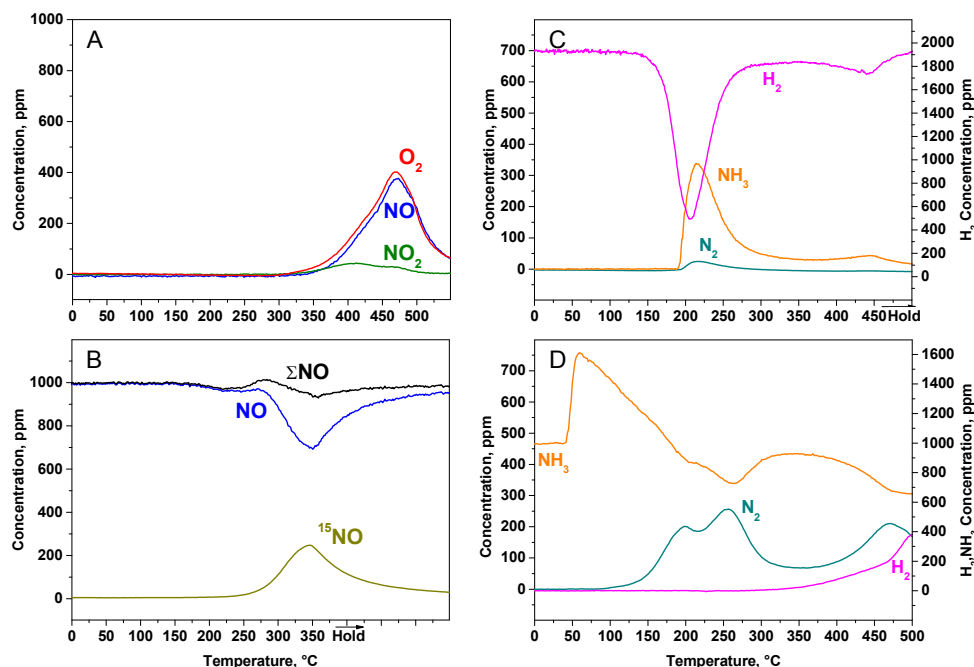 A
Concentration, ppm
1000
800
600
400
200
0
O2
NO
NO2
0 50 100 150 200 250 300 350 400 450 500
C
Concentration, ppm
700
600
500
400
300
200
100
0
H2
NH3
N2
H2 Concentration, ppm
2000
1800
1600
1400
1200
1000
800
600
400
200
0
0 50 100 150 200 250 300 350 400 450 Hold
B
Concentration, ppm
1000
800
600
400
200
0
ΣNO
NO
15NO
0 50 100 150 200 250 300 350 Hold
Temperature, °C
D
Concentration, ppm
700
600
500
400
300
200
100
0
NH3
N2
H2
H2,NH3 Concentration, ppm
1600
1400
1200
1000
800
600
400
200
0
0 50 100 150 200 250 300 350 400 450 500
Temperature, °C